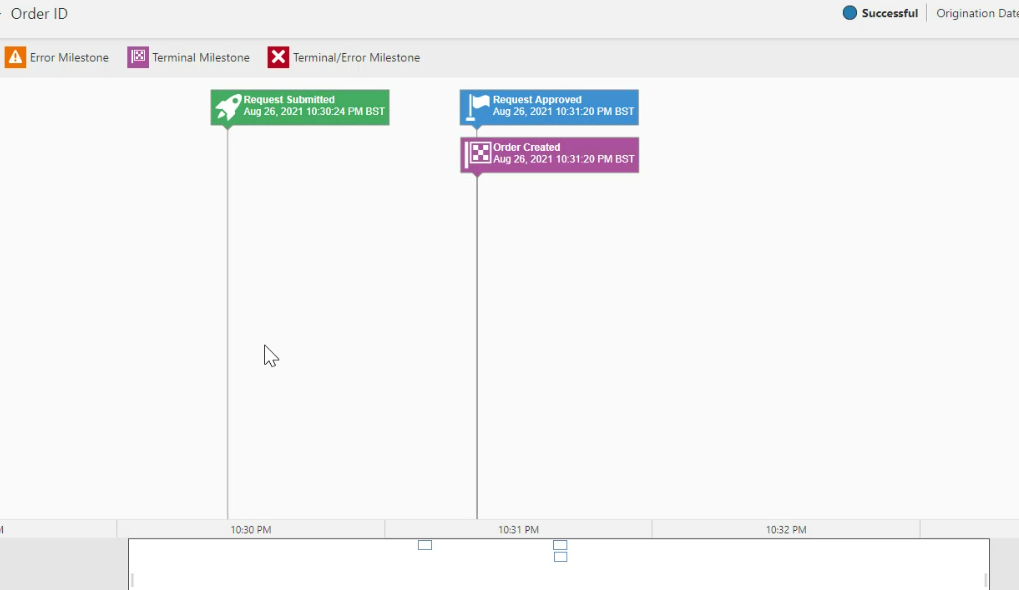 Order ID
Successful
Origination Date
Error Milestone
Terminal Milestone
Terminal/Error Milestone
Request Submitted
Aug 26, 2021 10:30:24 PM BST
Request Approved
Aug 26, 2021 10:31:20 PM BST
Order Created
Aug 26, 2021 10:31:20 PM BST
10:30 PM
10:31 PM
10:32 PM